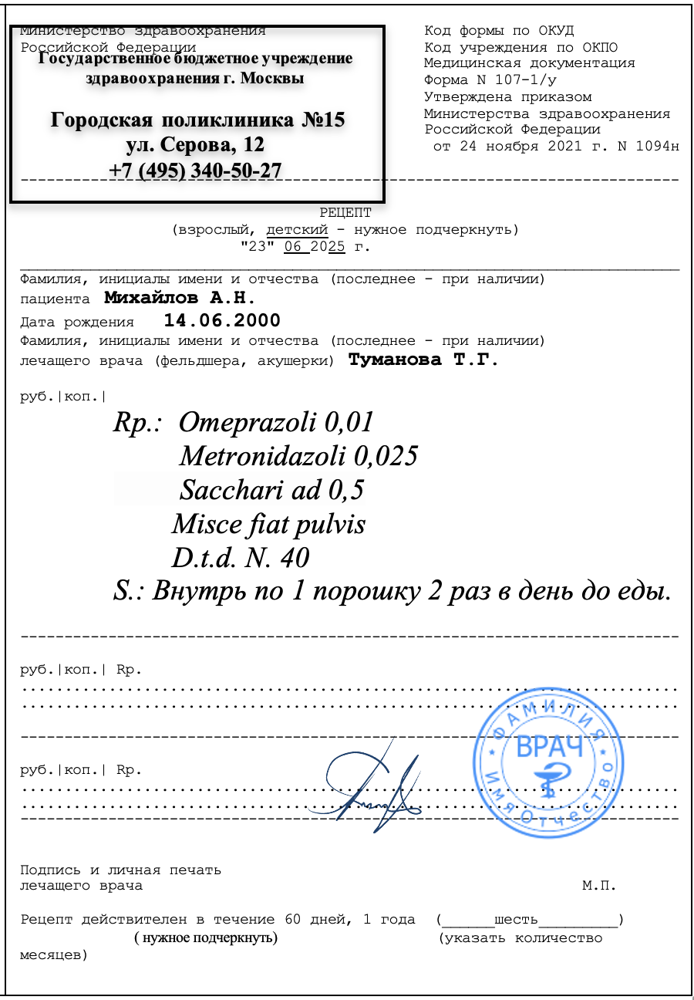 Министерство здравоохранения
Российской Федерации
Государственное бюджетное учреждение
здравоохранения г. Москвы
Городская поликлиника №15
ул. Серова, 12
+7 (495) 340-50-27
Код формы по ОКУД
Код учреждения по ОКПО
Медицинская документация
Форма N 107-1/у
Утверждена приказом
Министерства здравоохранения
Российской Федерации
от 24 ноября 2021 г. N 1094н
РЕЦЕПТ
(взрослый, детский - нужное подчеркнуть)
"23" 06 2025 г.
Фамилия, инициалы имени и отчества (последнее - при наличии)
пациента Михайлов А.Н.
Дата рождения 14.06.2000
Фамилия, инициалы имени и отчества (последнее - при наличии)
лечащего врача (фельдшера, акушерки) Туманова Т.Г.
руб.|коп.|
Rp.: Omeprazoli 0,01
Metronidazoli 0,025
Sacchari ad 0,5
Misce fiat pulvis
D.t.d. N. 40
S.: Внутрь по 1 порошку 2 раз в день до еды.
руб.|коп.| Rp.
руб.|коп.| Rp.
ФАМИЛИЯ
ВРАЧ
Имя Отчество
Подпись и личная печать
лечащего врача М.П.
Рецепт действителен в течение 60 дней, 1 года (______шесть_________)
( нужное подчеркнуть) (указать количество
месяцев)